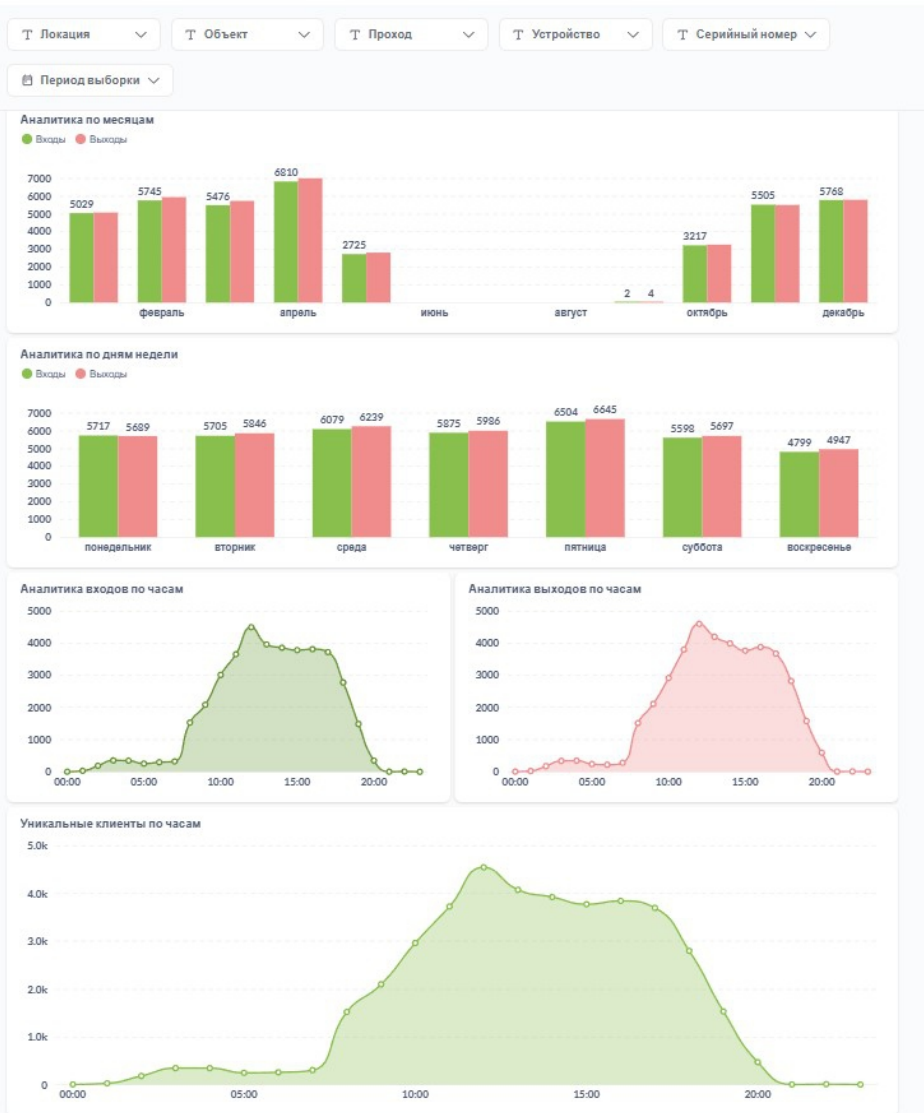 Локация Объект Проход Устройство Серийный номер
Период выборки
Аналитика по месяцам
Входы Выходы
7000
6000
5000
4000
3000
2000
1000
0
5029 5745 5476 6810 2725 2 4 3217 5505 5768
февраль апрель июнь август октябрь декабрь
Аналитика по дням недели
Входы Выходы
7000
6000
5000
4000
3000
2000
1000
0
5717 5689 5705 5846 6079 6239 5875 5986 6504 6645 5598 5697 4799 4947
понедельник вторник среда четверг пятница суббота воскресенье
Аналитика входов по часам
5000
4000
3000
2000
1000
0
00:00 05:00 10:00 15:00 20:00
Аналитика выходов по часам
5000
4000
3000
2000
1000
0
00:00 05:00 10:00 15:00 20:00
Уникальные клиенты по часам
5.0k
4.0k
3.0k
2.0k
1.0k
0
00:00 05:00 10:00 15:00 20:00